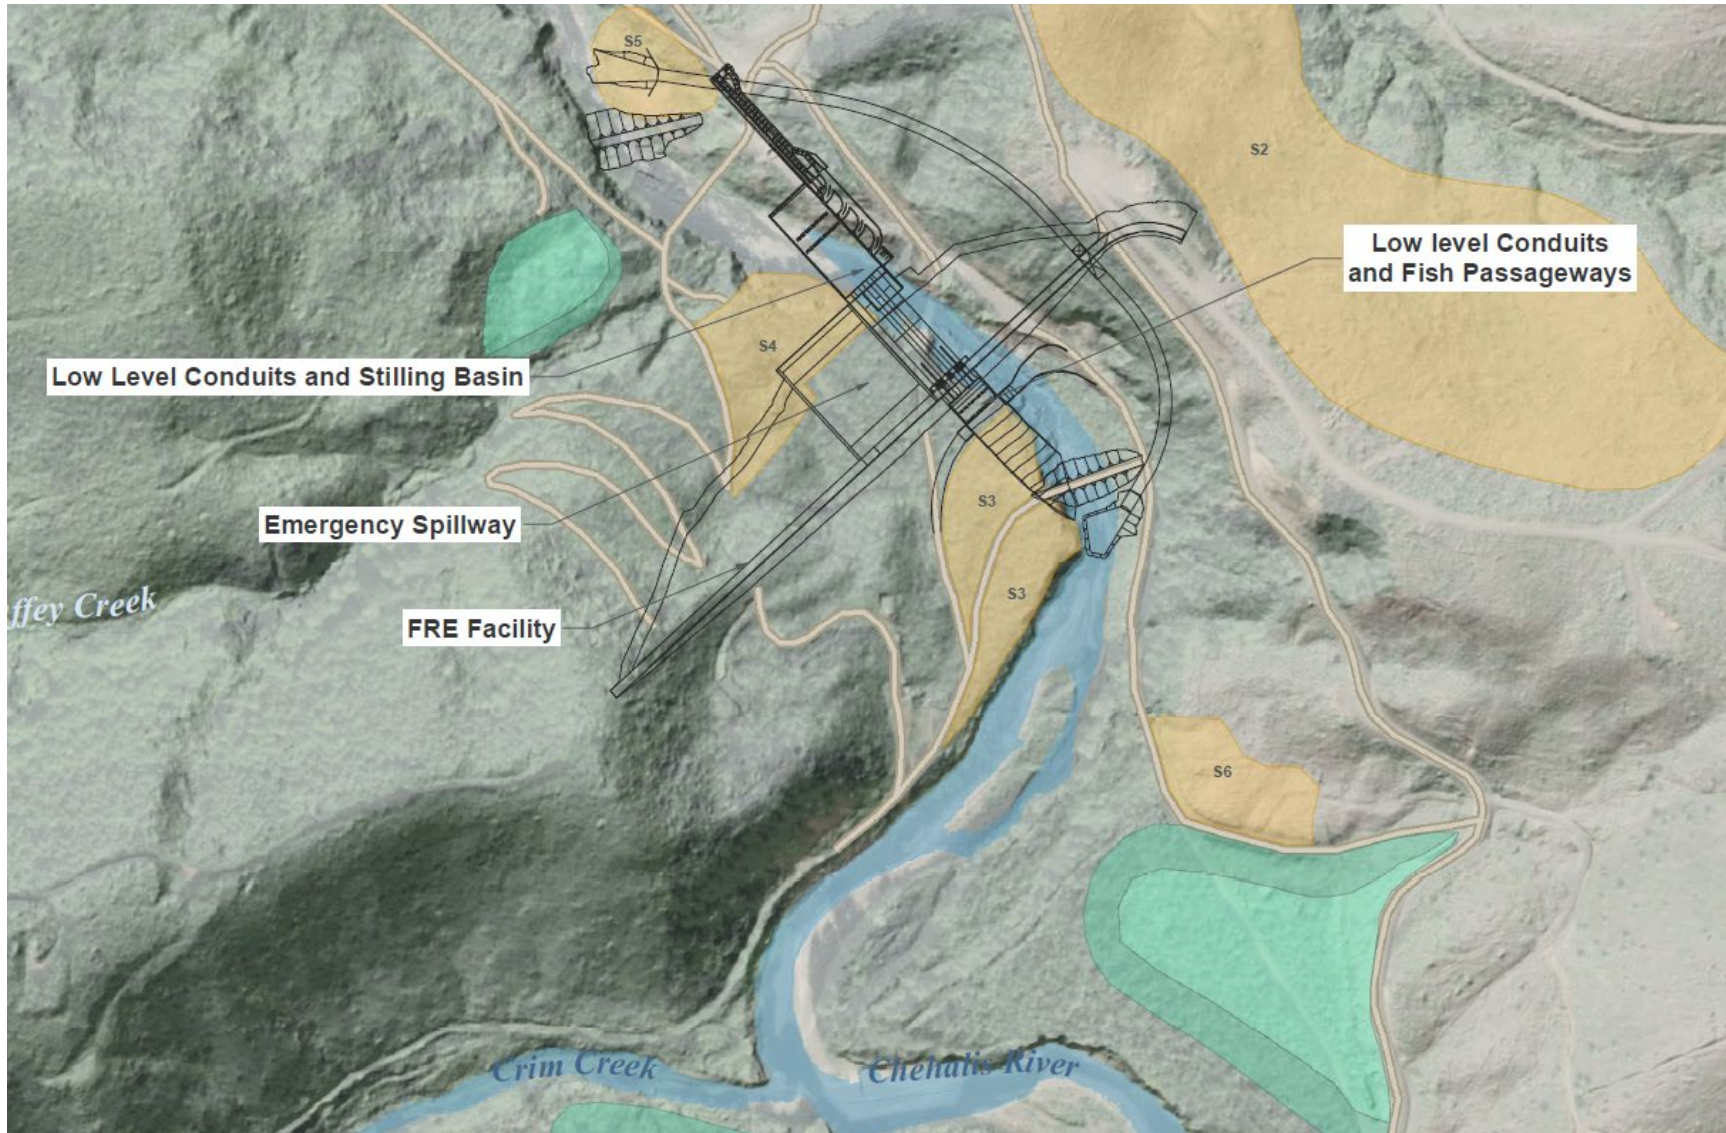 S5
S2
Low level Conduits
and Fish Passageways
S4
Low Level Conduits and Stilling Basin
S3
Emergency Spillway
S3
ffey Creek
FRE Facility
S6
Crim Creek
Chehalis River